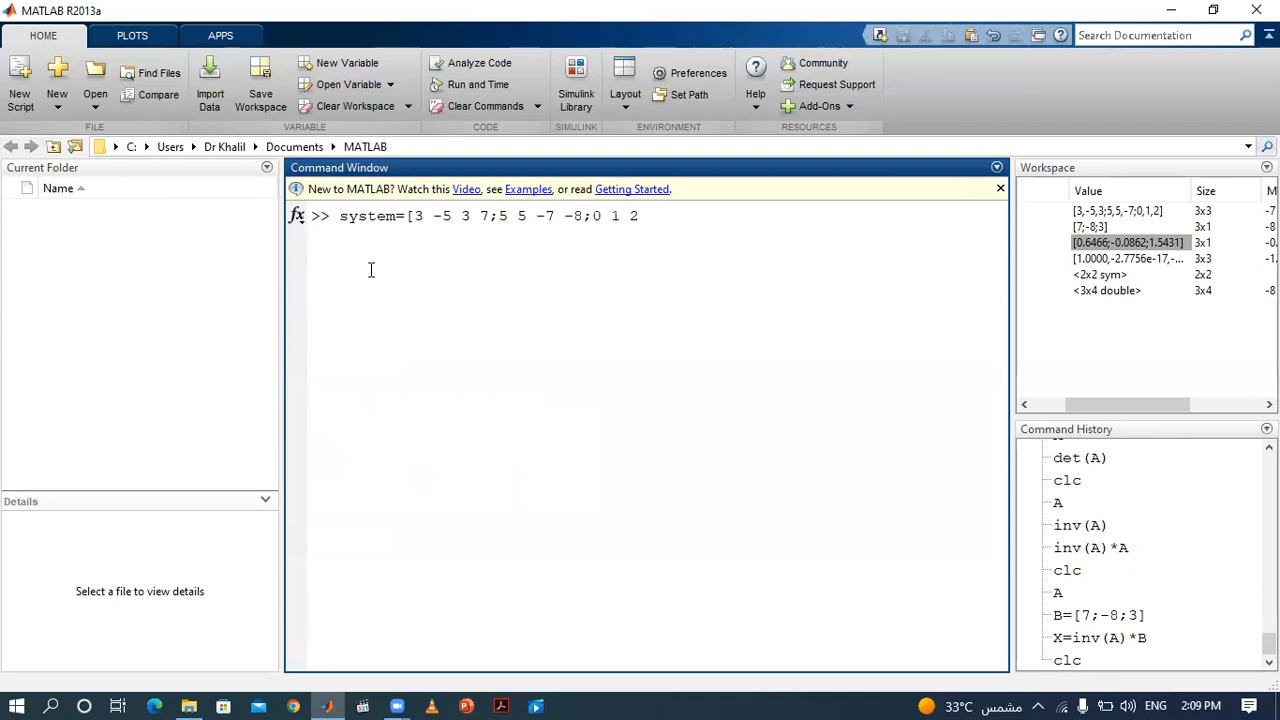 MATLAB R2013a
HOME
PLOTS
APPS
Search Documentation
New Script
New
Open
Find Files
Compare
Import Data
Save Workspace
New Variable
Open Variable
Clear Workspace
Analyze Code
Run and Time
Clear Commands
Simulink Library
Layout
Preferences
Set Path
Help
Community
Request Support
Add-Ons
FILE
VARIABLE
CODE
SIMULINK
ENVIRONMENT
RESOURCES
C: Users Dr Khalil Documents MATLAB
Current Folder
Name
Details
Select a file to view details
Command Window
New to MATLAB? Watch this Video, see Examples, or read Getting Started.
fx >> system=[3 -5 3 7;5 5 -7 -8;0 1 2
Workspace
Value Size M
[3,-5,3;5,5,-7;0,1,2] 3x3 -7
[7;-8;3] 3x1 -8
[0.6466;-0.0862;1.5431] 3x1 -0.
[1.0000,-2.7756e-17,-... 3x3 -1.
<2x2 sym> 2x2
<3x4 double> 3x4 -8
Command History
det(A)
clc
A
inv(A)
inv(A)*A
clc
A
B=[7;-8;3]
X=inv(A)*B
clc
33°C مشمس
ENG
2:09 PM